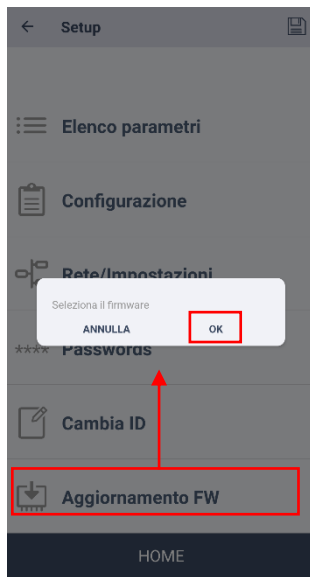 Setup
Elenco parametri
Configurazione
Rete/Impostazioni
Seleziona il firmware
ANNULLA OK
**** Passwords
Cambia ID
Aggiornamento FW
HOME